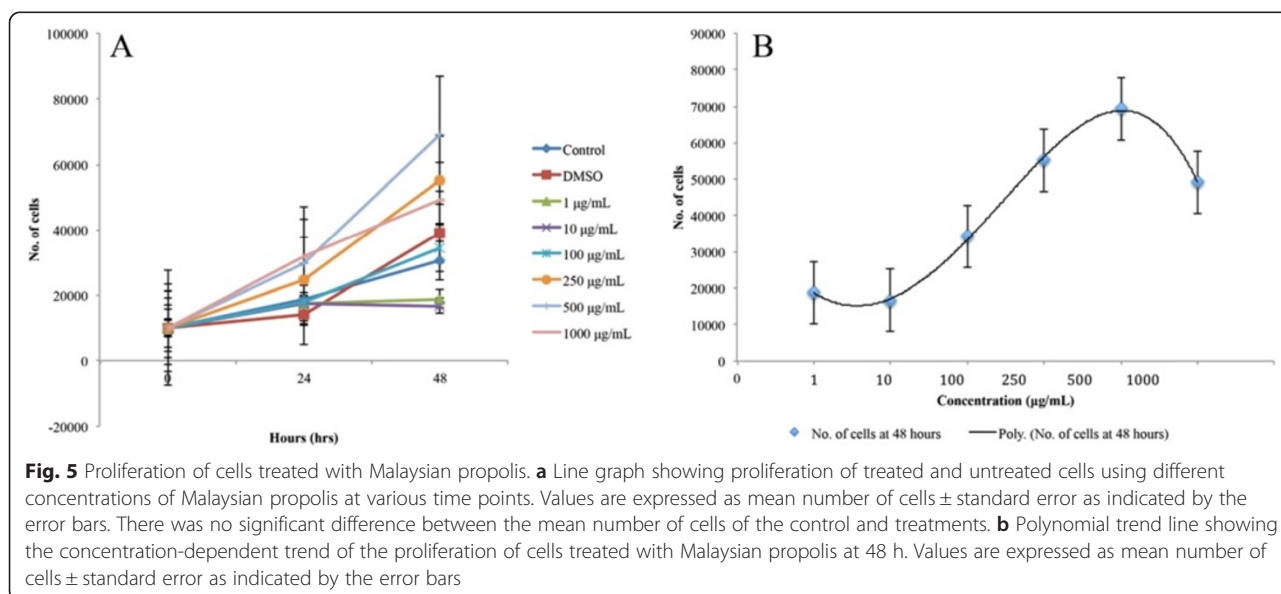 A
100000
80000
60000
40000
20000
0
-20000
No. of cells
0
24
48
Hours (hrs)
Control
DMSO
1 µg/mL
10 µg/mL
100 µg/mL
250 µg/mL
500 µg/mL
1000 µg/mL
B
90000
80000
70000
60000
50000
40000
30000
20000
10000
0
No. of cells
0
1
10
100
250
500
1000
Concentration (µg/mL)
No. of cells at 48 hours
Poly. (No. of cells at 48 hours)
Fig. 5 Proliferation of cells treated with Malaysian propolis. a Line graph showing proliferation of treated and untreated cells using different
concentrations of Malaysian propolis at various time points. Values are expressed as mean number of cells ± standard error as indicated by the
error bars. There was no significant difference between the mean number of cells of the control and treatments. b Polynomial trend line showing
the concentration-dependent trend of the proliferation of cells treated with Malaysian propolis at 48 h. Values are expressed as mean number of
cells ± standard error as indicated by the error bars